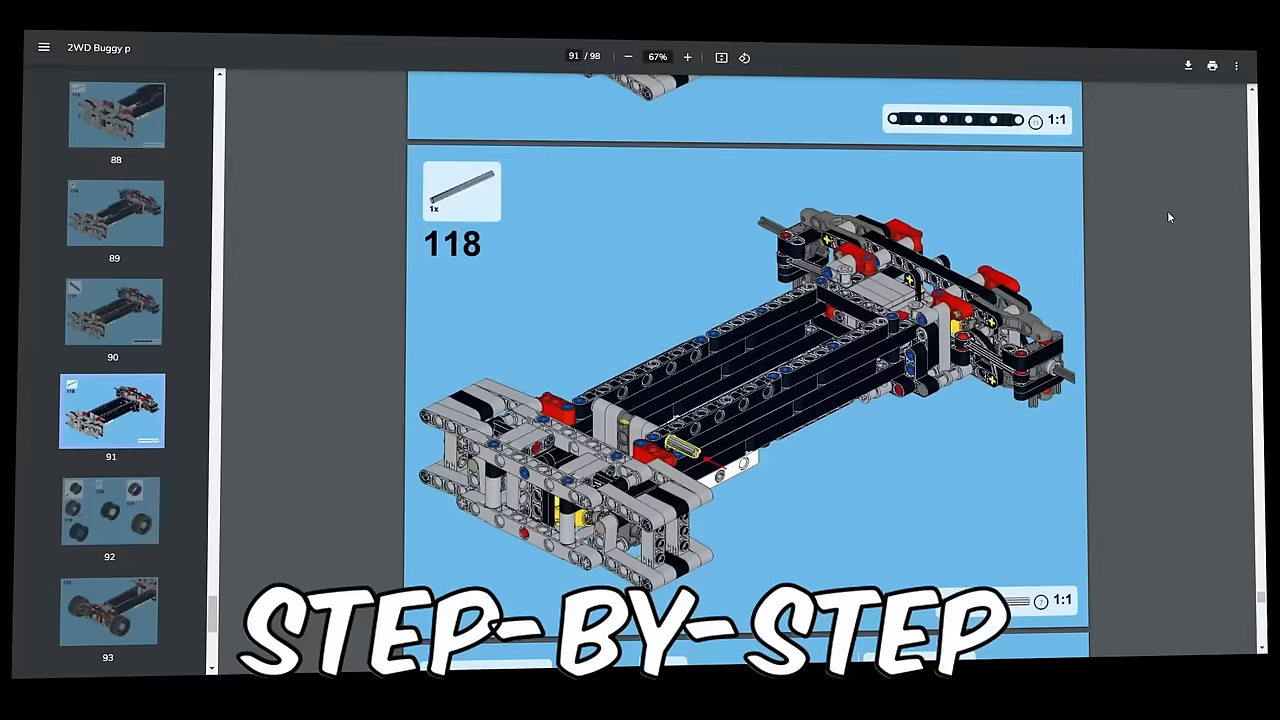 2WD Buggy p
91 / 98
67%
1:1
88
89
90
91
92
93
1x
118
1:1
STEP-BY-STEP